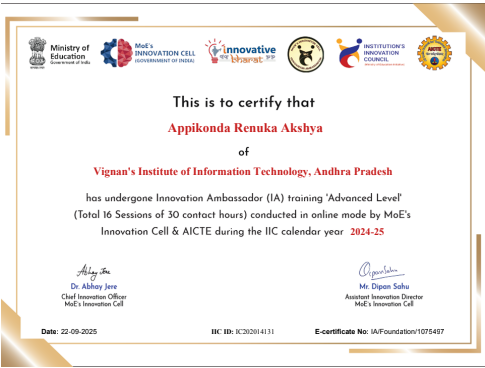 Ministry of
Education
Government of India
MoE's
INNOVATION CELL
(GOVERNMENT OF INDIA)
innovative
bharat
INSTITUTION'S
INNOVATION
COUNCIL
AICTE
This is to certify that
Appikonda Renuka Akshya
of
Vignan's Institute of Information Technology, Andhra Pradesh
has undergone Innovation Ambassador (IA) training 'Advanced Level'
(Total 16 Sessions of 30 contact hours) conducted in online mode by MoE's
Innovation Cell & AICTE during the IIC calendar year 2024-25
Dr. Abhay Jere
Chief Innovation Officer
MoE's Innovation Cell
Mr. Dipan Sahu
Assistant Innovation Director
MoE's Innovation Cell
Date: 22-09-2025
IIC ID: IC202014131
E-certificate No: IA/Foundation/1075497